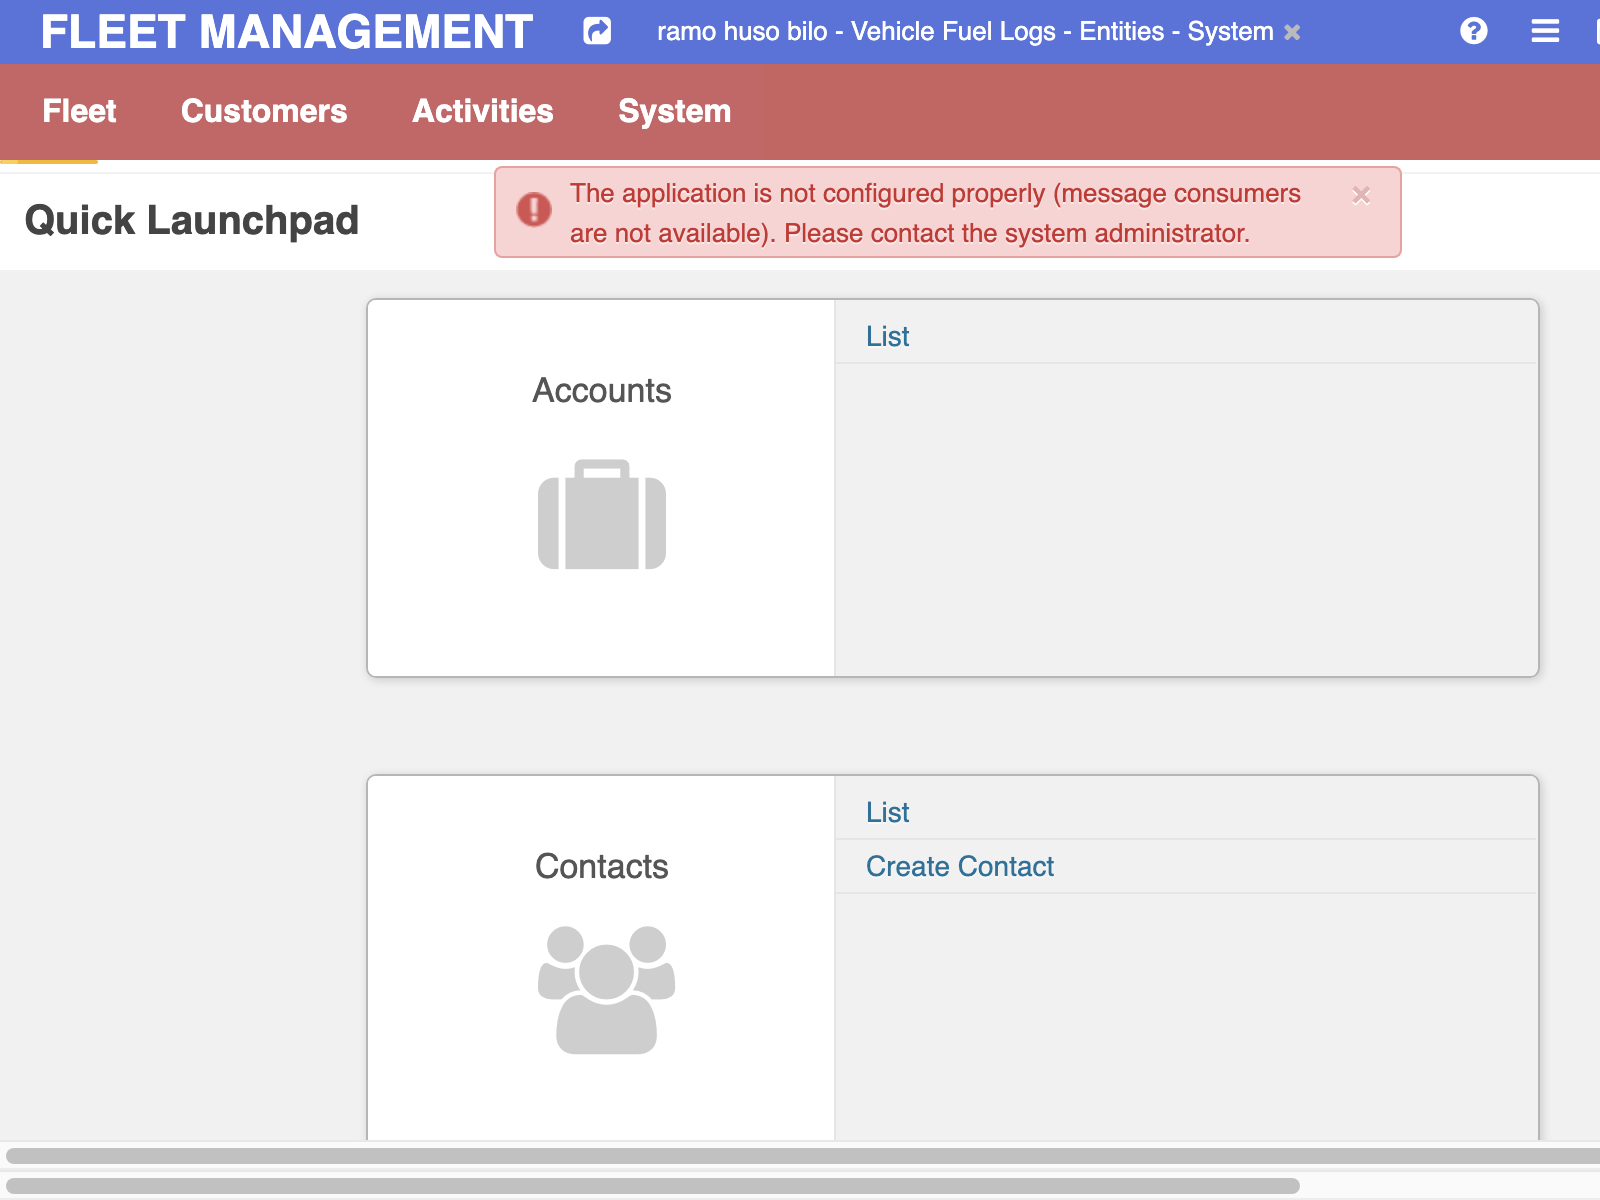 FLEET MANAGEMENT
ramo huso bilo - Vehicle Fuel Logs - Entities - System
Fleet Customers Activities System
Quick Launchpad
The application is not configured properly (message consumers
are not available). Please contact the system administrator.
Accounts
List
Contacts
List
Create Contact